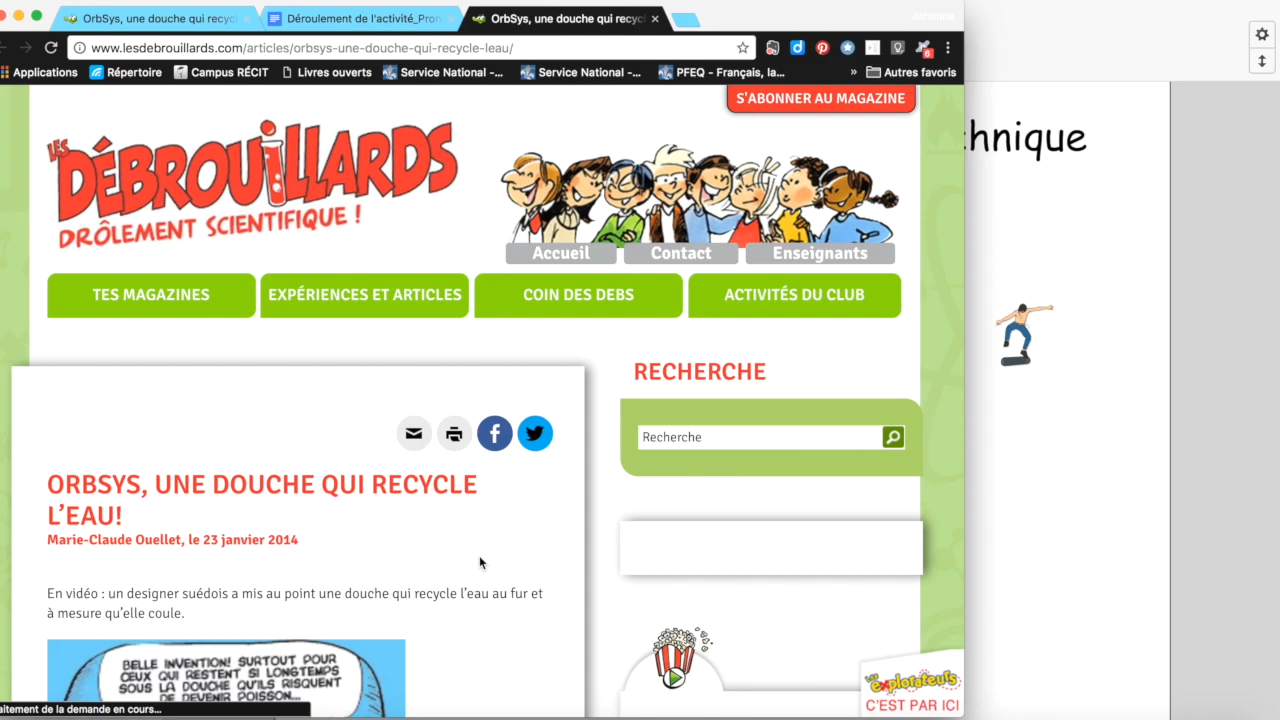 OrbSys, une douche qui recyc
Déroulement de l'activité_Pron
OrbSys, une douche qui recyc
Johanne
www.lesdebrouillards.com/articles/orbsys-une-douche-qui-recycle-leau/
6
Applications
Répertoire
Campus RÉCIT
Livres ouverts
Service National -...
Service National -...
PFEQ - Français, la...
»
Autres favoris
S'ABONNER AU MAGAZINE
LES
DÉBROUILLARDS
DRÔLEMENT SCIENTIFIQUE !
chnique
Accueil
Contact
Enseignants
TES MAGAZINES
EXPÉRIENCES ET ARTICLES
COIN DES DEBS
ACTIVITÉS DU CLUB
RECHERCHE
Recherche
ORBSYS, UNE DOUCHE QUI RECYCLE
L'EAU!
Marie-Claude Ouellet, le 23 janvier 2014
En vidéo : un designer suédois a mis au point une douche qui recycle l'eau au fur et
à mesure qu'elle coule.
BELLE INVENTION! SURTOUT POUR
CEUX QUI RESTENT SI LONGTEMPS
SOUS LA DOUCHE QU'ILS RISQUENT
DE DEVENIR POISSON...
Les
explorateurs
C'EST PAR ICI
aitement de la demande en cours...